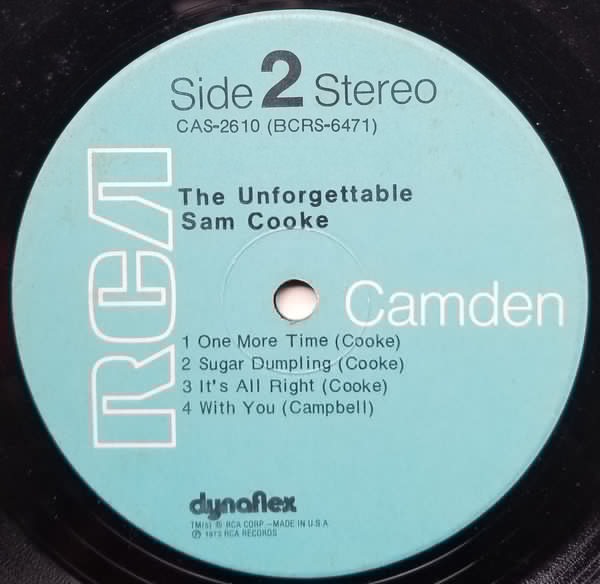 Side 2 Stereo
CAS-2610 (BCRS-6471)
The Unforgettable
Sam Cooke
RCA
Camden
1 One More Time (Cooke)
2 Sugar Dumpling (Cooke)
3 It's All Right (Cooke)
4 With You (Campbell)
dynaflex
TM(s) ® RCA CORP—MADE IN U.S.A
℗ 1973 RCA RECORDS